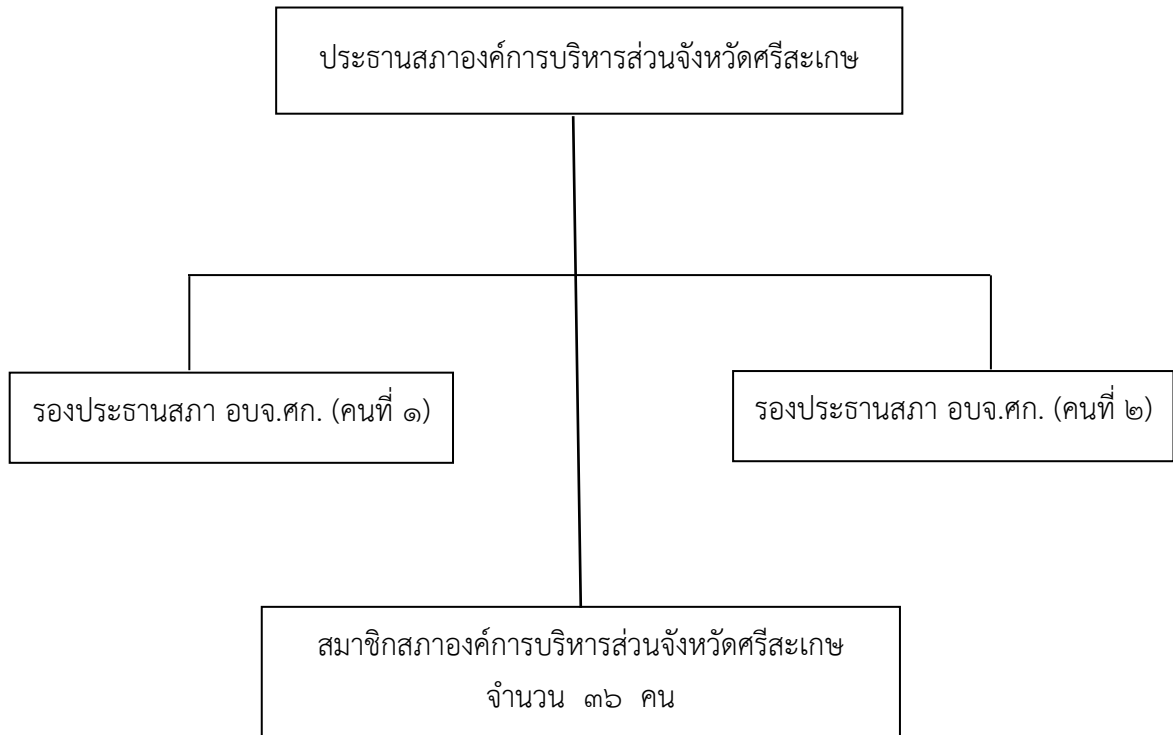 ประธานสภาองค์การบริหารส่วนจังหวัดศรีสะเกษ
รองประธานสภา อบจ.ศก. (คนที่ ๑)
รองประธานสภา อบจ.ศก. (คนที่ ๒)
สมาชิกสภาองค์การบริหารส่วนจังหวัดศรีสะเกษ
จำนวน ๓๖ คน